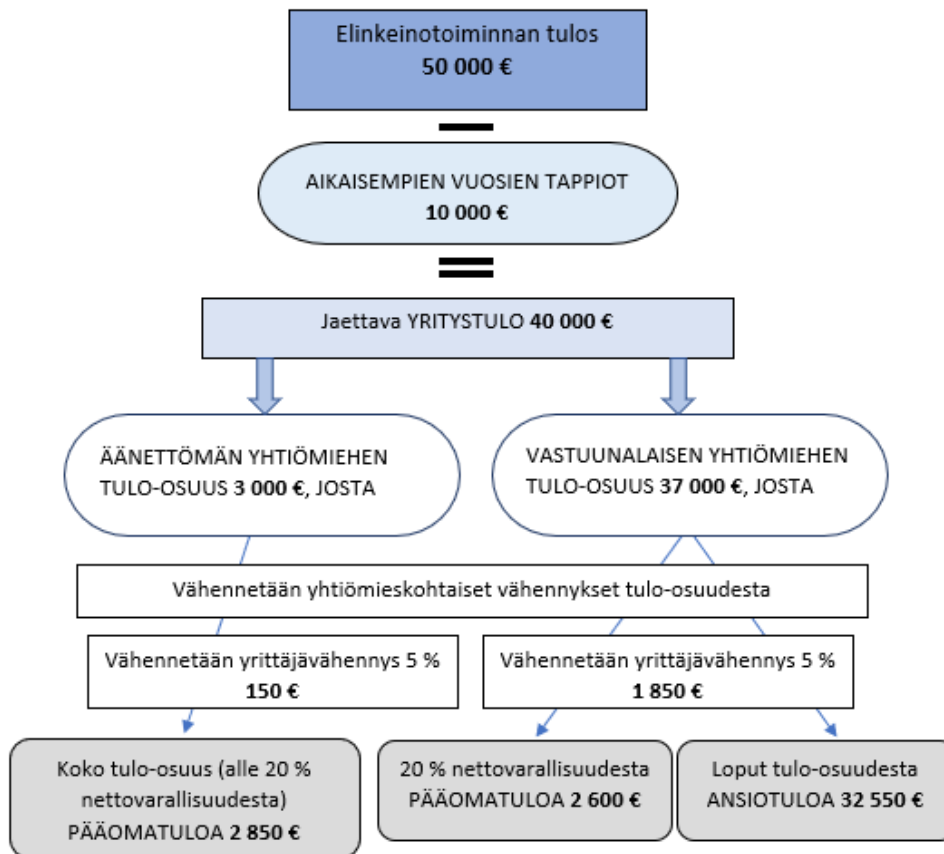 Elinkeinotoiminnan tulos
50 000 €
AIKAISEMPIEN VUOSIEN TAPPIOT
10 000 €
Jaettava YRITYSTULO 40 000 €
ÄÄNETTÖMÄN YHTIÖMIEHEN
TULO-OSUUS 3 000 €, JOSTA
VASTUUNALAISEN YHTIÖMIEHEN
TULO-OSUUS 37 000 €, JOSTA
Vähennetään yhtiömieskohtaiset vähennykset tulo-osuudesta
Vähennetään yrittäjävähennys 5 %
150 €
Vähennetään yrittäjävähennys 5 %
1 850 €
Koko tulo-osuus (alle 20 %
nettovarallisuudesta)
PÄÄOMATULOA 2 850 €
20 % nettovarallisuudesta
PÄÄOMATULOA 2 600 €
Loput tulo-osuudesta
ANSIOTULOA 32 550 €